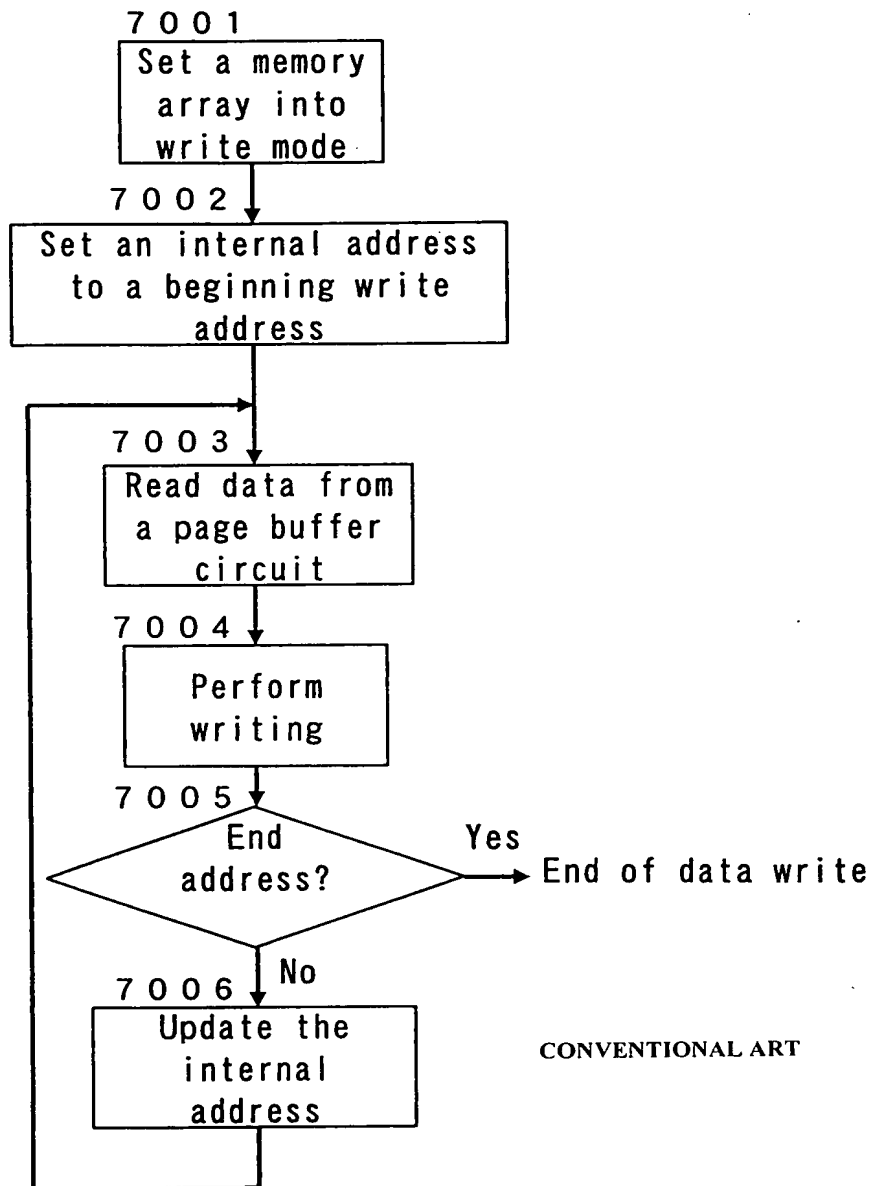 7001
Set a memory
array into
write mode
7002
Set an internal address
to a beginning write
address
7003
Read data from
a page buffer
circuit
7004
Perform
writing
7005
End
address?
Yes
End of data write
No
7006
Update the
internal
address
CONVENTIONAL ART